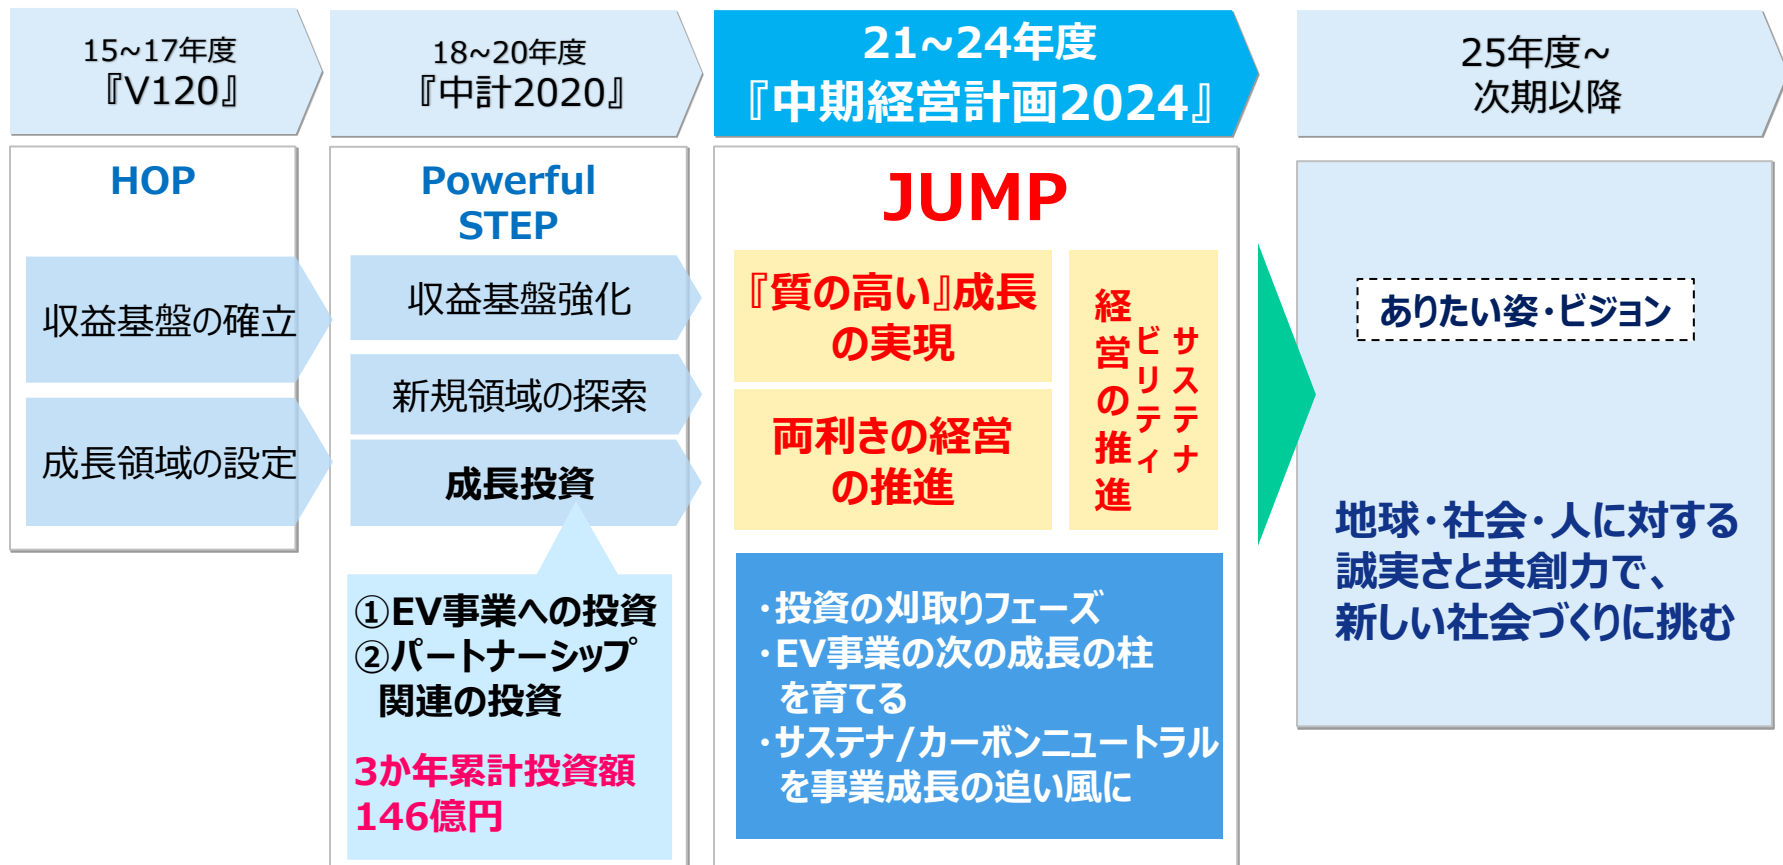 15~17年度
『V120』
18~20年度
『中計2020』
21~24年度
『中期経営計画2024』
25年度~
次期以降
HOP
収益基盤の確立
成長領域の設定
Powerful
STEP
収益基盤強化
新規領域の探索
成長投資
①EV事業への投資
②パートナーシップ
関連の投資
3か年累計投資額
146億円
JUMP
『質の高い』成長
の実現
両利きの経営
の推進
サステナ
ビリティ
経営の推進
・投資の刈取りフェーズ
・EV事業の次の成長の柱
を育てる
・サステナ/カーボンニュートラル
を事業成長の追い風に
ありたい姿・ビジョン
地球・社会・人に対する
誠実さと共創力で、
新しい社会づくりに挑む